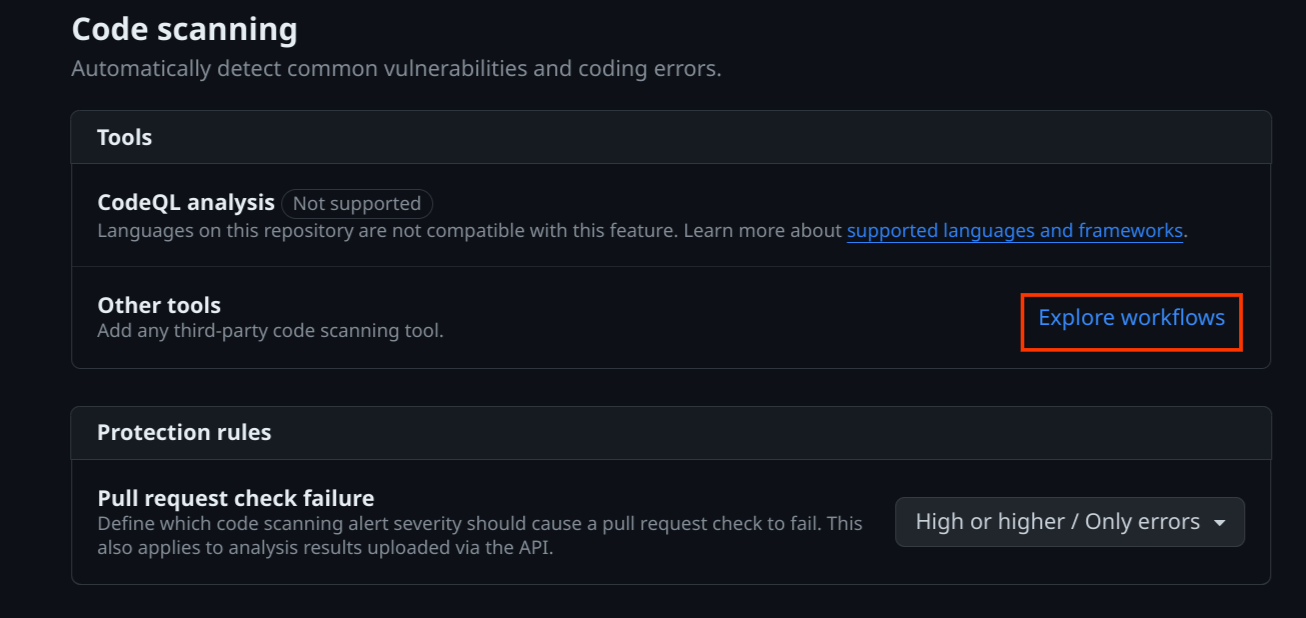 Code scanning
Automatically detect common vulnerabilities and coding errors.
Tools
CodeQL analysis Not supported
Languages on this repository are not compatible with this feature. Learn more about supported languages and frameworks.
Other tools
Add any third-party code scanning tool.
Explore workflows
Protection rules
Pull request check failure
Define which code scanning alert severity should cause a pull request check to fail. This
also applies to analysis results uploaded via the API.
High or higher / Only errors